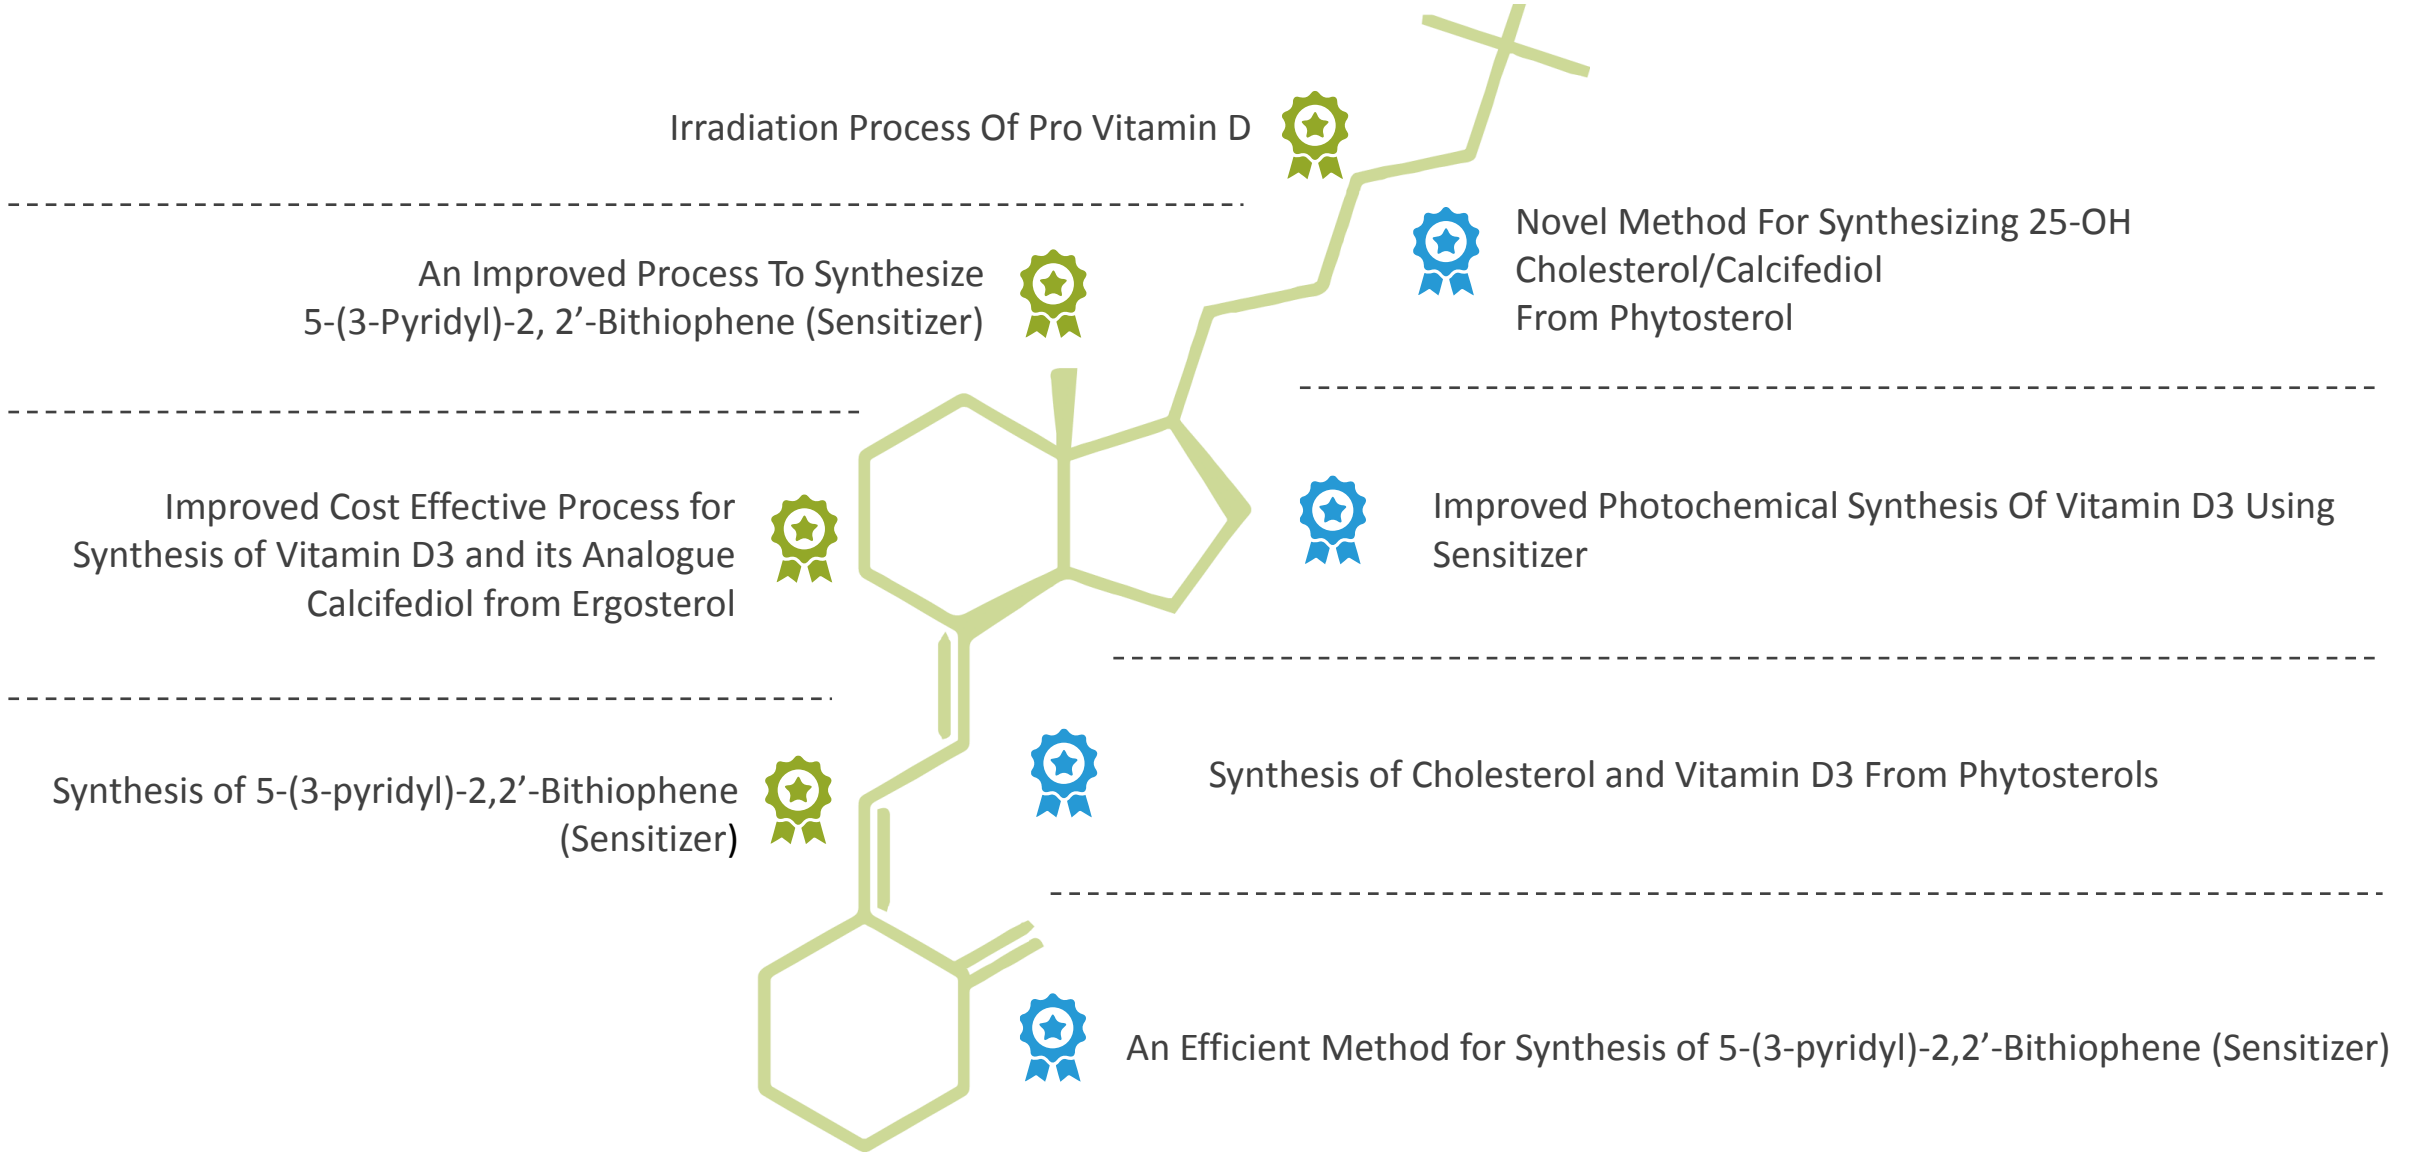 Irradiation Process Of Pro Vitamin D
An Improved Process To Synthesize
5-(3-Pyridyl)-2, 2’-Bithiophene (Sensitizer)
Improved Cost Effective Process for
Synthesis of Vitamin D3 and its Analogue
Calcifediol from Ergosterol
Synthesis of 5-(3-pyridyl)-2,2’-Bithiophene
(Sensitizer)
Novel Method For Synthesizing 25-OH
Cholesterol/Calcifediol
From Phytosterol
Improved Photochemical Synthesis Of Vitamin D3 Using
Sensitizer
Synthesis of Cholesterol and Vitamin D3 From Phytosterols
An Efficient Method for Synthesis of 5-(3-pyridyl)-2,2’-Bithiophene (Sensitizer)